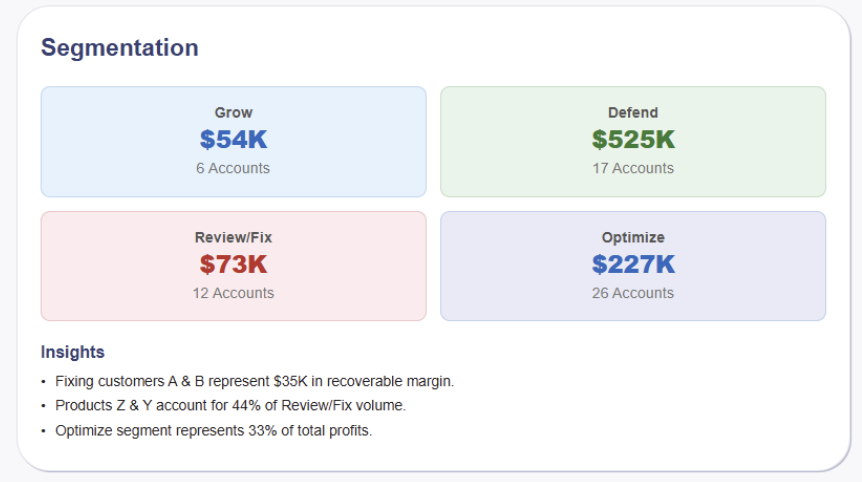 Segmentation
Grow
$54K
6 Accounts
Defend
$525K
17 Accounts
Review/Fix
$73K
12 Accounts
Optimize
$227K
26 Accounts
Insights
• Fixing customers A & B represent $35K in recoverable margin.
• Products Z & Y account for 44% of Review/Fix volume.
• Optimize segment represents 33% of total profits.